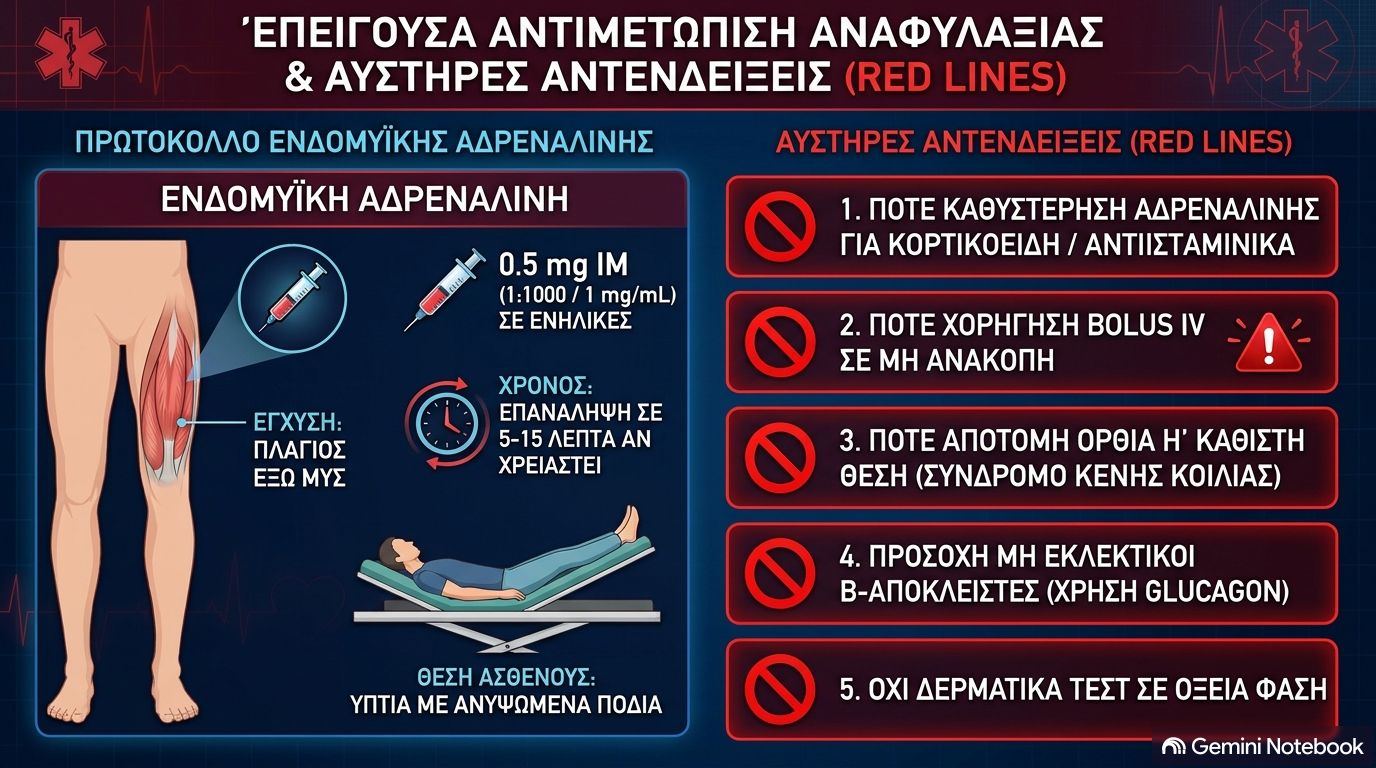 ΈΠΕΙΓΟΥΣΑ ΑΝΤΙΜΕΤΩΠΙΣΗ ΑΝΑΦΥΛΑΞΙΑΣ
& ΑΥΣΤΗΡΕΣ ΑΝΤΕΝΔΕΙΞΕΙΣ (RED LINES)
ΠΡΩΤΟΚΟΛΛΟ ΕΝΔΟΜΥΪΚΗΣ ΑΔΡΕΝΑΛΙΝΗΣ
ΕΝΔΟΜΥΪΚΗ ΑΔΡΕΝΑΛΙΝΗ
0.5 mg IM
(1:1000 / 1 mg/mL)
ΣΕ ΕΝΗΛΙΚΕΣ
ΧΡΟΝΟΣ:
ΕΠΑΝΑΛΗΨΗ ΣΕ
5-15 ΛΕΠΤΑ ΑΝ
ΧΡΕΙΑΣΤΕΙ
ΕΓΧΥΣΗ:
ΠΛΑΓΙΟΣ
ΕΞΩ ΜΥΣ
ΘΕΣΗ ΑΣΘΕΝΟΥΣ:
ΥΠΤΙΑ ΜΕ ΑΝΥΨΩΜΕΝΑ ΠΟΔΙΑ
ΑΥΣΤΗΡΕΣ ΑΝΤΕΝΔΕΙΞΕΙΣ (RED LINES)
1. ΠΟΤΕ ΚΑΘΥΣΤΕΡΗΣΗ ΑΔΡΕΝΑΛΙΝΗΣ
ΓΙΑ ΚΟΡΤΙΚΟΕΙΔΗ / ΑΝΤΙΙΣΤΑΜΙΝΙΚΑ
2. ΠΟΤΕ ΧΟΡΗΓΗΣΗ BOLUS IV
ΣΕ ΜΗ ΑΝΑΚΟΠΗ
3. ΠΟΤΕ ΑΠΟΤΟΜΗ ΟΡΘΙΑ Η' ΚΑΘΙΣΤΗ
ΘΕΣΗ (ΣΥΝΔΡΟΜΟ ΚΕΝΗΣ ΚΟΙΛΙΑΣ)
4. ΠΡΟΣΟΧΗ ΜΗ ΕΚΛΕΚΤΙΚΟΙ
Β-ΑΠΟΚΛΕΙΣΤΕΣ (ΧΡΗΣΗ GLUCAGON)
5. ΟΧΙ ΔΕΡΜΑΤΙΚΑ ΤΕΣΤ ΣΕ ΟΞΕΙΑ ΦΑΣΗ
Gemini Notebook